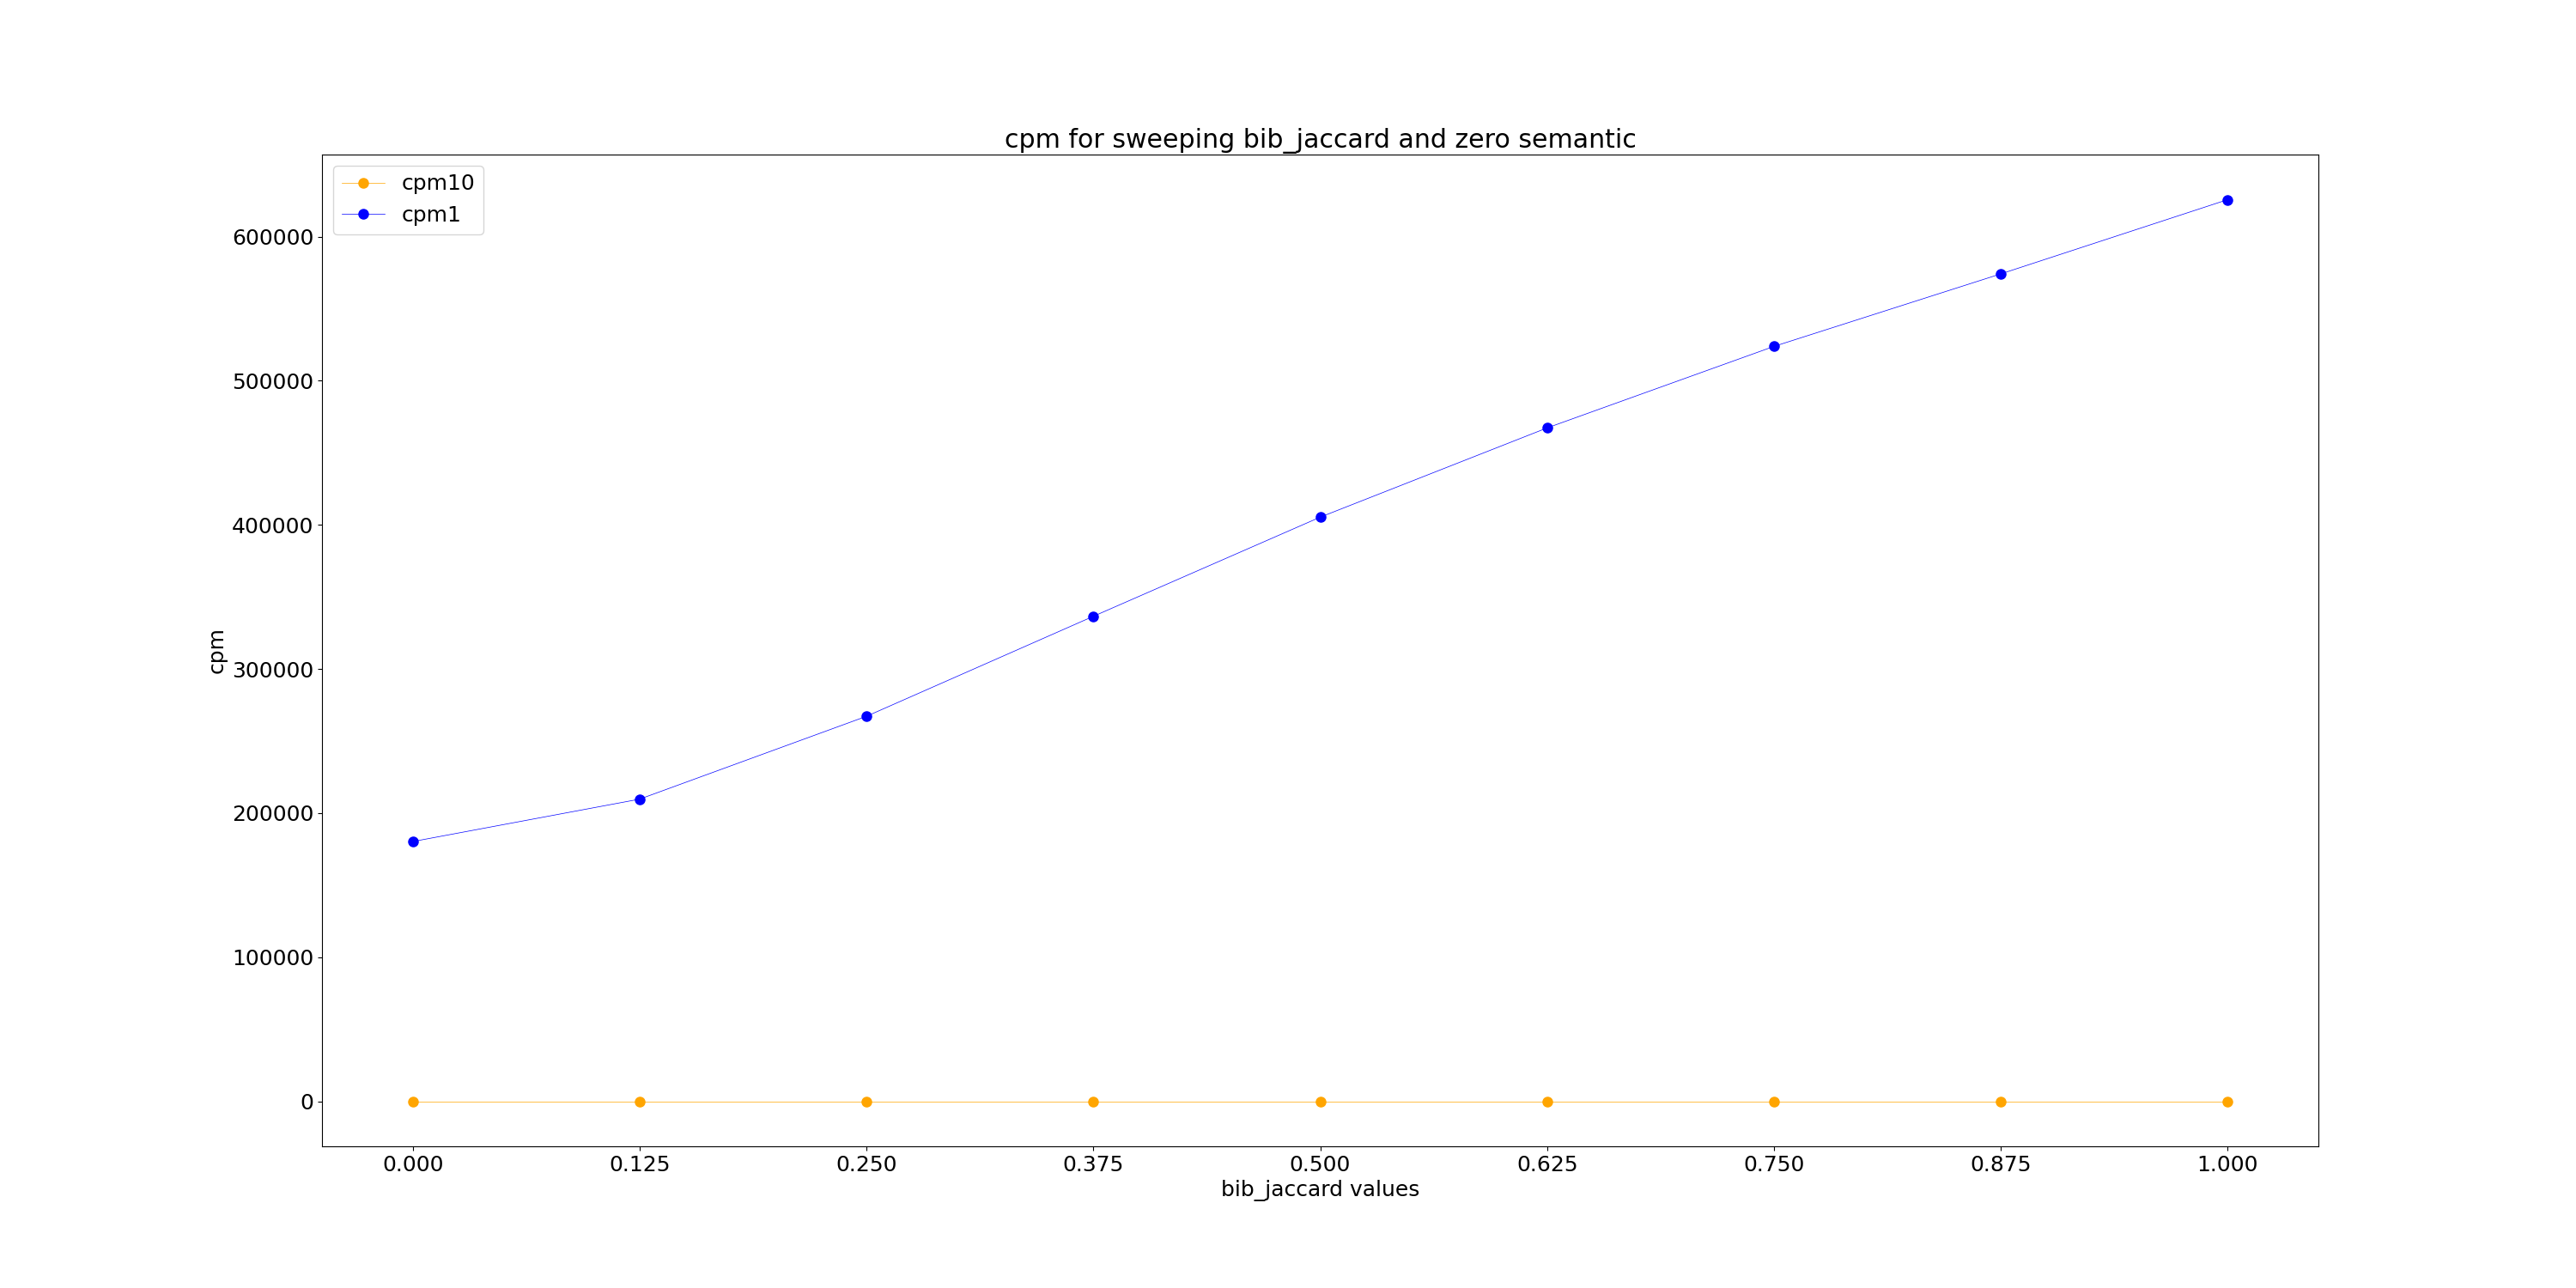 cpm for sweeping bib_jaccard and zero semantic
cpm10
cpm1
600000
500000
400000
300000
200000
100000
0
cpm
0.000 0.125 0.250 0.375 0.500 0.625 0.750 0.875 1.000
bib_jaccard values